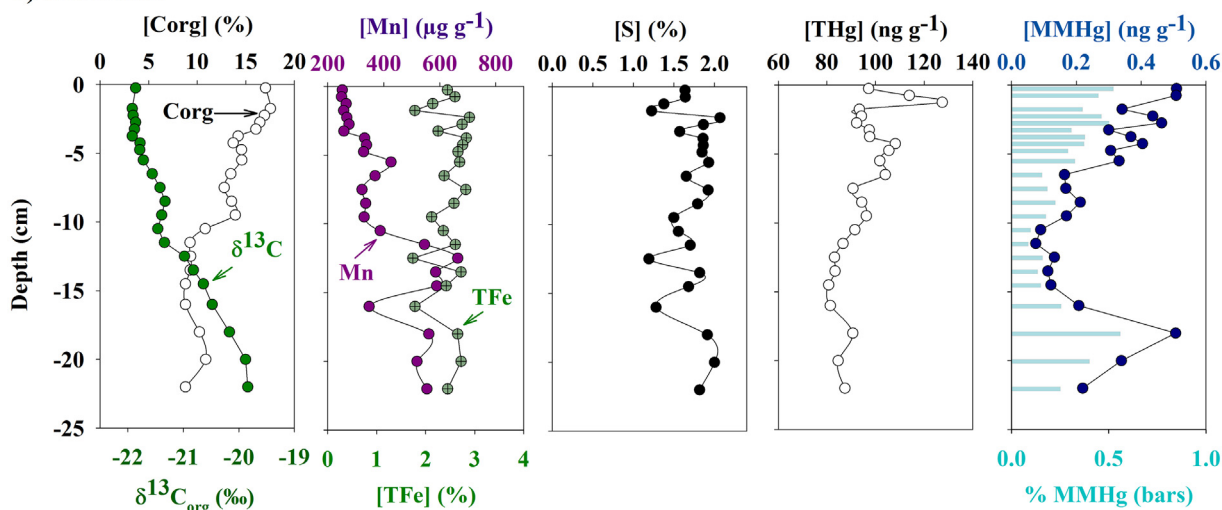 [Corg] (%)
0 5 10 15 20
[Mn] (µg g-1)
200 400 600 800
[S] (%)
0.0 0.5 1.0 1.5 2.0
[THg] (ng g-1)
60 80 100 120 140
[MMHg] (ng g-1)
0.0 0.2 0.4 0.6
Depth (cm)
0
-5
-10
-15
-20
-25
Corg
δ13C
Mn
TFe
-22 -21 -20 -19
δ13Corg (‰)
0 1 2 3 4
[TFe] (%)
0.0 0.5 1.0
% MMHg (bars)